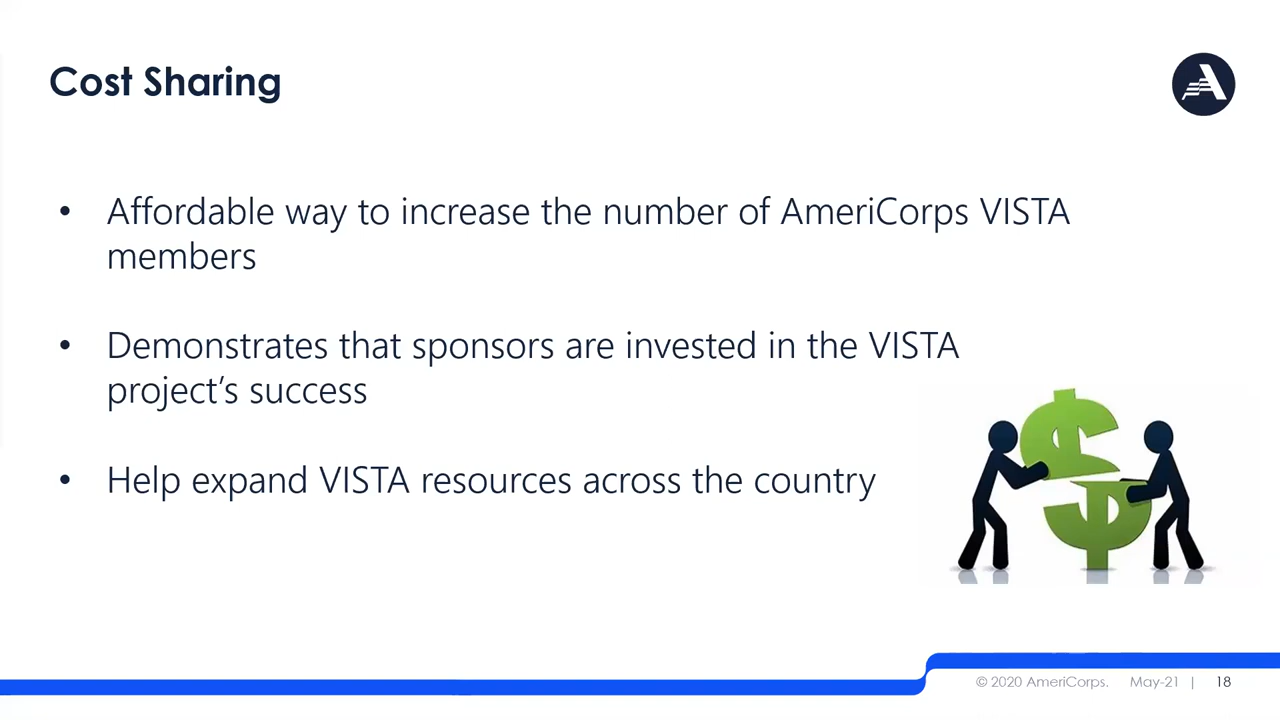 Cost Sharing
• Affordable way to increase the number of AmeriCorps VISTA
members
• Demonstrates that sponsors are invested in the VISTA
project’s success
• Help expand VISTA resources across the country
© 2020 AmeriCorps. May-21 | 18